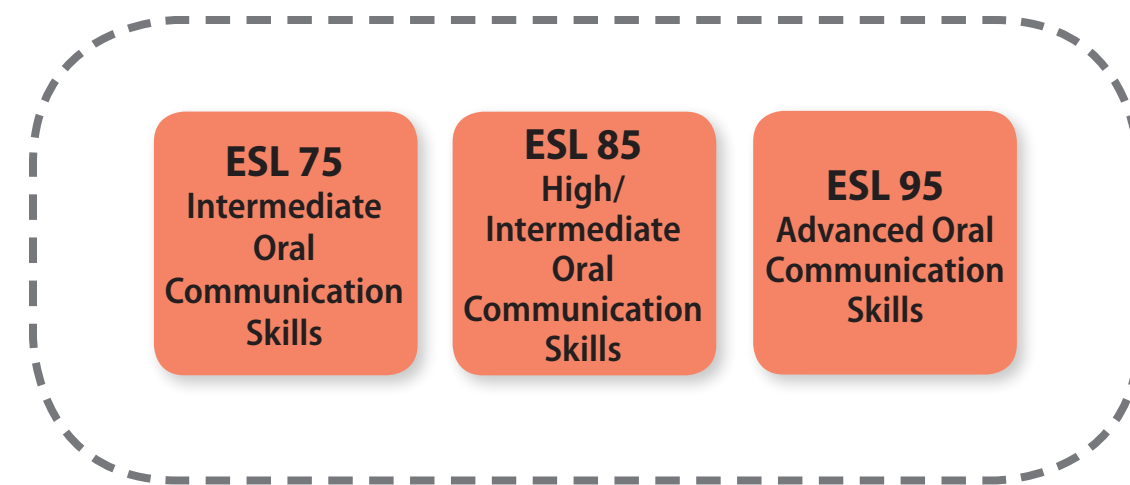 ESL 75
Intermediate
Oral
Communication
Skills
ESL 85
High/
Intermediate
Oral
Communication
Skills
ESL 95
Advanced Oral
Communication
Skills